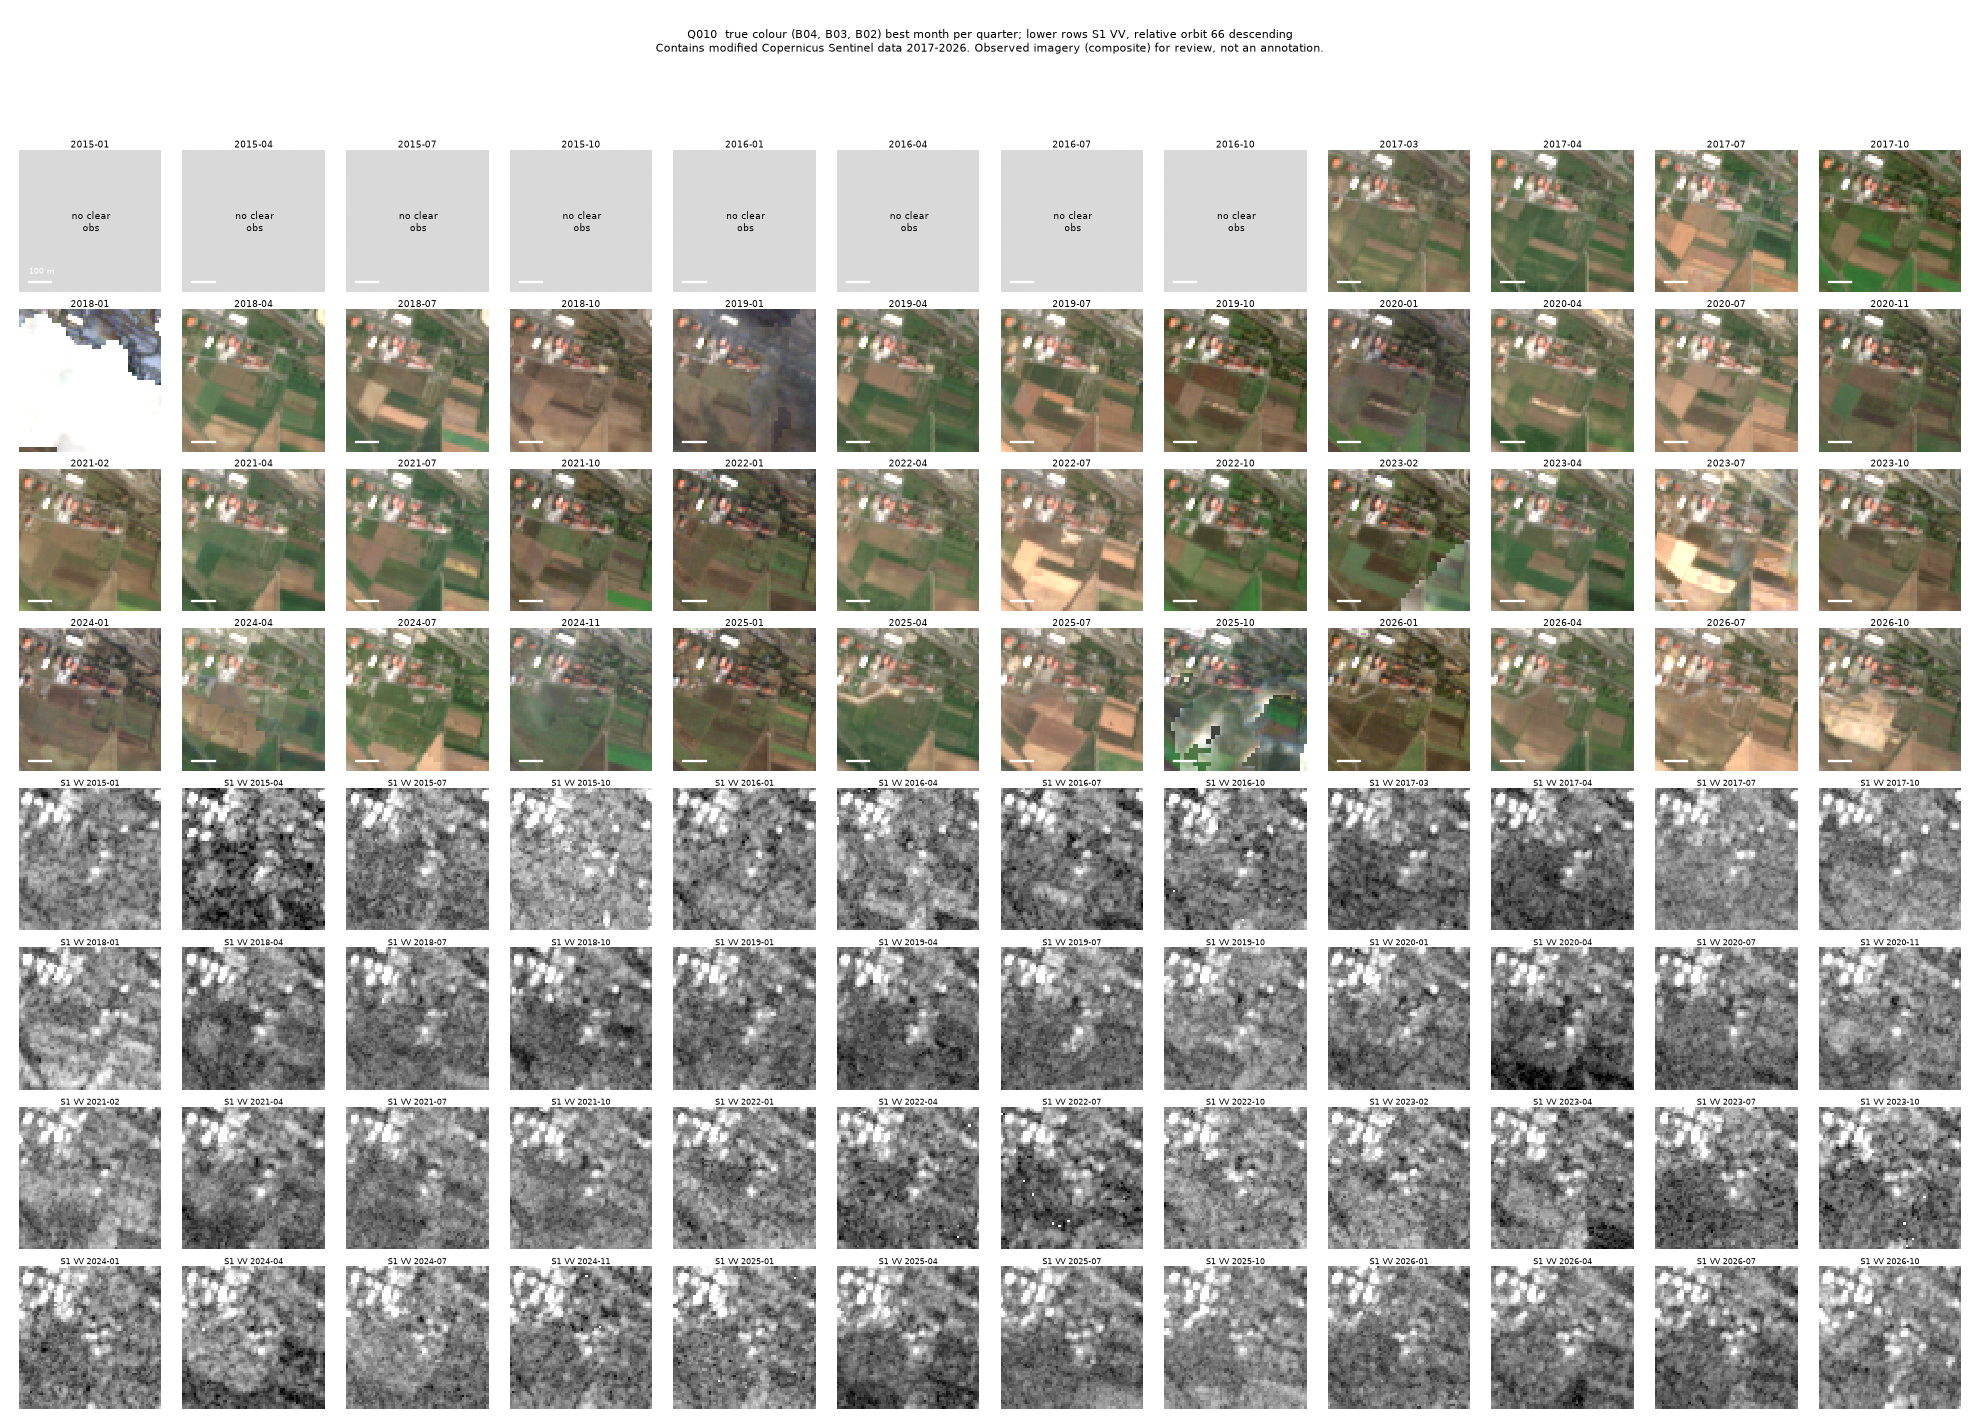 Q010  true colour (B04, B03, B02) best month per quarter; lower rows S1 VV, relative orbit 66 descending
Contains modified Copernicus Sentinel data 2017-2026. Observed imagery (composite) for review, not an annotation.
2015-01 2015-04 2015-07 2015-10 2016-01 2016-04 2016-07 2016-10 2017-03 2017-04 2017-07 2017-10
no clear obs no clear obs no clear obs no clear obs no clear obs no clear obs no clear obs no clear obs
100 m
2018-01 2018-04 2018-07 2018-10 2019-01 2019-04 2019-07 2019-10 2020-01 2020-04 2020-07 2020-11
2021-02 2021-04 2021-07 2021-10 2022-01 2022-04 2022-07 2022-10 2023-02 2023-04 2023-07 2023-10
2024-01 2024-04 2024-07 2024-11 2025-01 2025-04 2025-07 2025-10 2026-01 2026-04 2026-07 2026-10
S1 VV 2015-01 S1 VV 2015-04 S1 VV 2015-07 S1 VV 2015-10 S1 VV 2016-01 S1 VV 2016-04 S1 VV 2016-07 S1 VV 2016-10 S1 VV 2017-03 S1 VV 2017-04 S1 VV 2017-07 S1 VV 2017-10
S1 VV 2018-01 S1 VV 2018-04 S1 VV 2018-07 S1 VV 2018-10 S1 VV 2019-01 S1 VV 2019-04 S1 VV 2019-07 S1 VV 2019-10 S1 VV 2020-01 S1 VV 2020-04 S1 VV 2020-07 S1 VV 2020-11
S1 VV 2021-02 S1 VV 2021-04 S1 VV 2021-07 S1 VV 2021-10 S1 VV 2022-01 S1 VV 2022-04 S1 VV 2022-07 S1 VV 2022-10 S1 VV 2023-02 S1 VV 2023-04 S1 VV 2023-07 S1 VV 2023-10
S1 VV 2024-01 S1 VV 2024-04 S1 VV 2024-07 S1 VV 2024-11 S1 VV 2025-01 S1 VV 2025-04 S1 VV 2025-07 S1 VV 2025-10 S1 VV 2026-01 S1 VV 2026-04 S1 VV 2026-07 S1 VV 2026-10